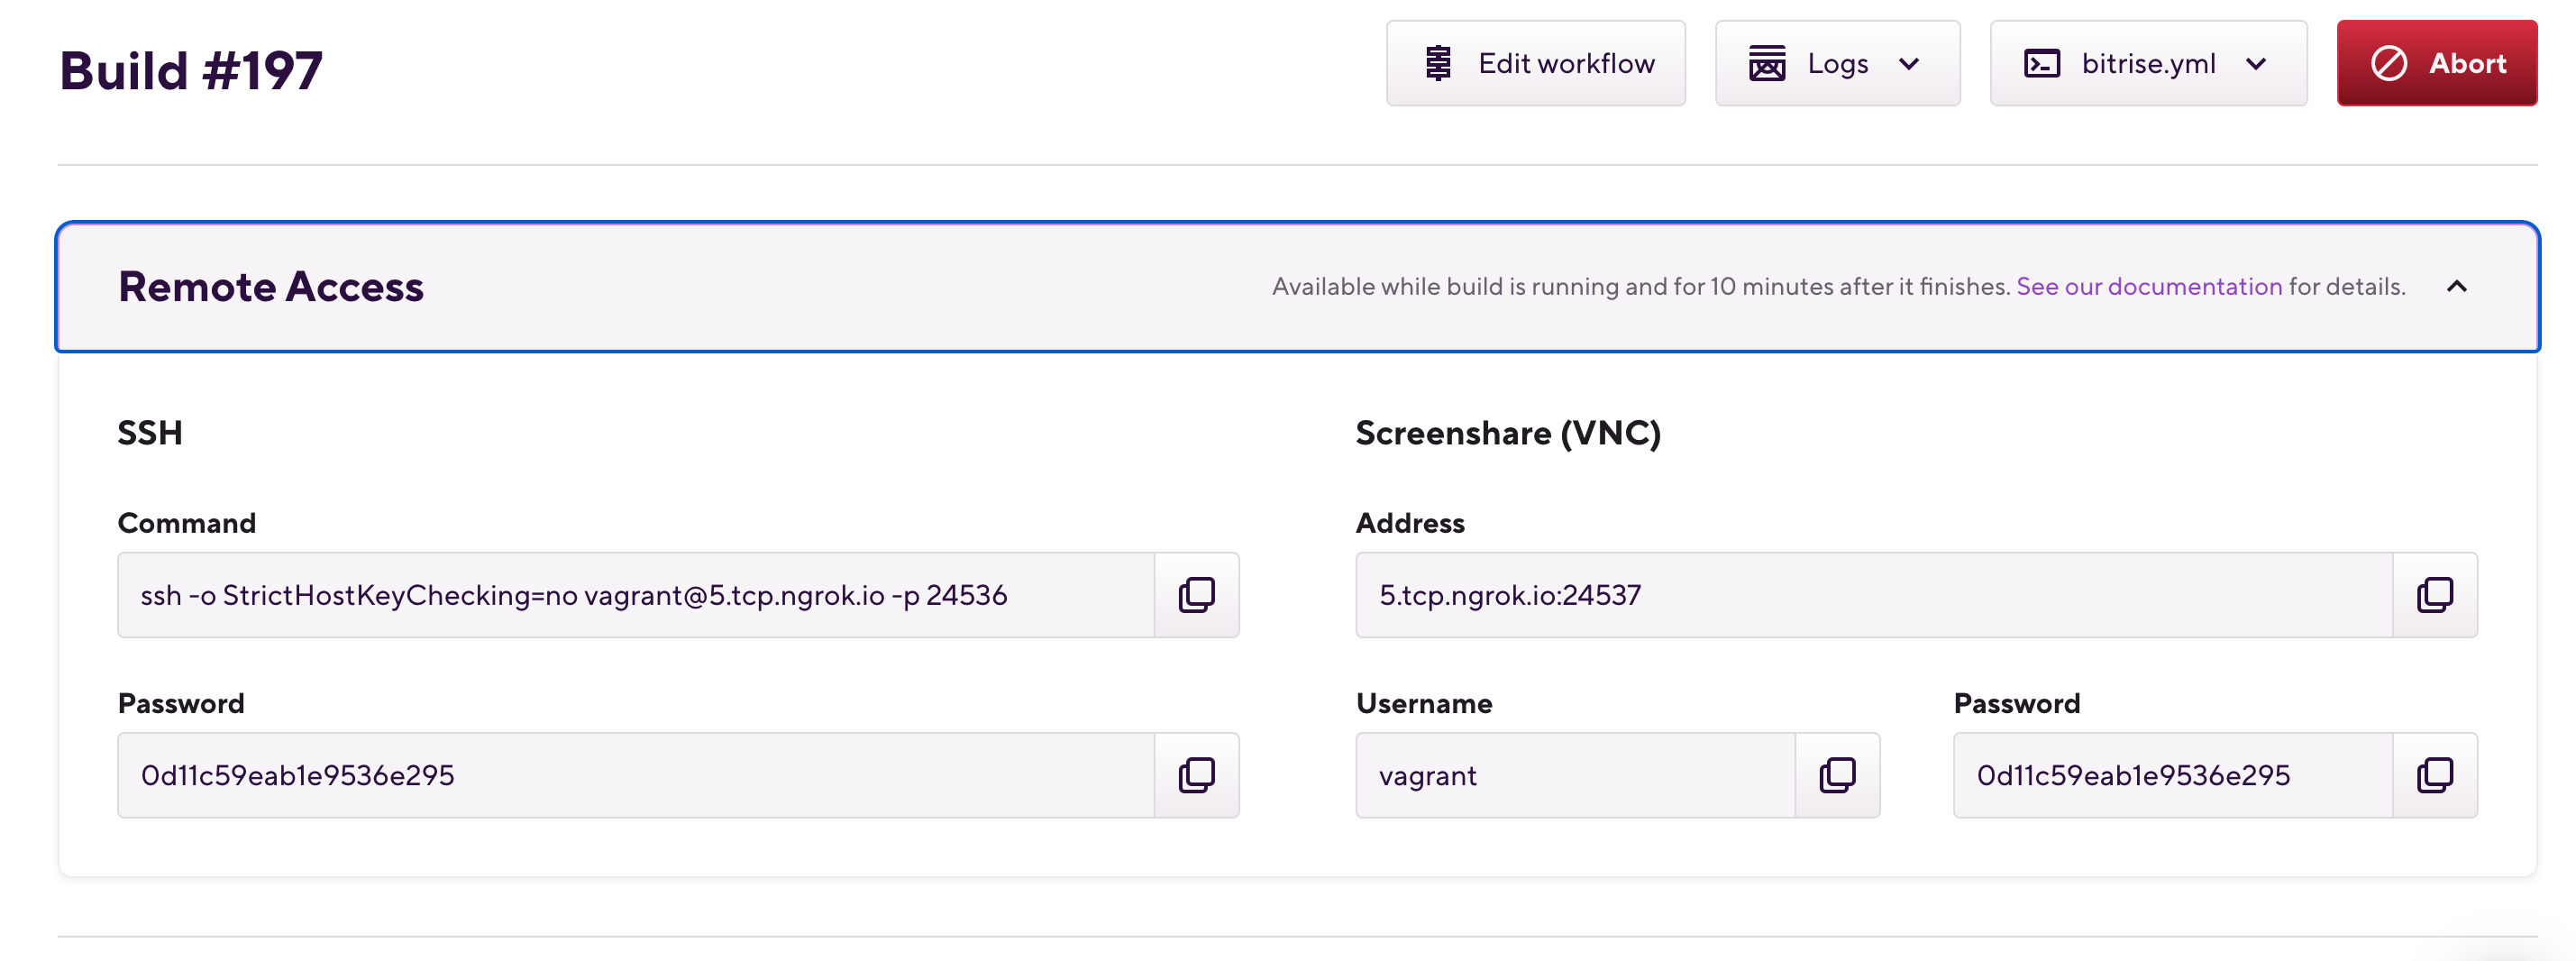 Build #197
Edit workflow
Logs
bitrise.yml
Abort
Remote Access
Available while build is running and for 10 minutes after it finishes. See our documentation for details.
SSH
Command
ssh -o StrictHostKeyChecking=no vagrant@5.tcp.ngrok.io -p 24536
Password
0d11c59eab1e9536e295
Screenshare (VNC)
Address
5.tcp.ngrok.io:24537
Username
vagrant
Password
0d11c59eab1e9536e295